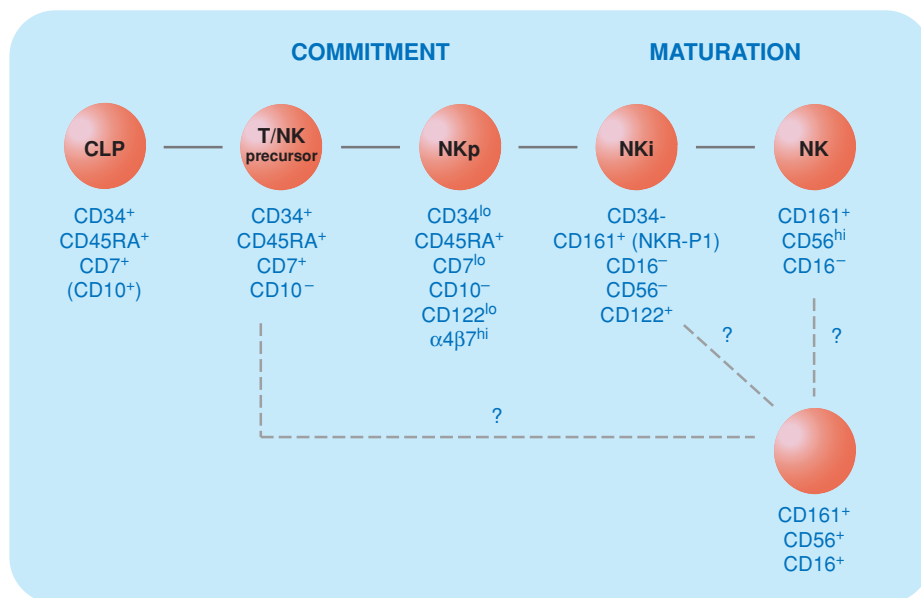 COMMITMENT MATURATION
CLP
T/NK
precursor
NKp
NKi
NK
CD34⁺
CD45RA⁺
CD7⁺
(CD10⁺)
CD34⁺
CD45RA⁺
CD7⁺
CD10⁻
CD34ˡᵒ
CD45RA⁺
CD7ˡᵒ
CD10⁻
CD122ˡᵒ
α4β7ʰⁱ
CD34-
CD161⁺ (NKR-P1)
CD16⁻
CD56⁻
CD122⁺
CD161⁺
CD56ʰⁱ
CD16⁻
?
?
?
CD161⁺
CD56⁺
CD16⁺